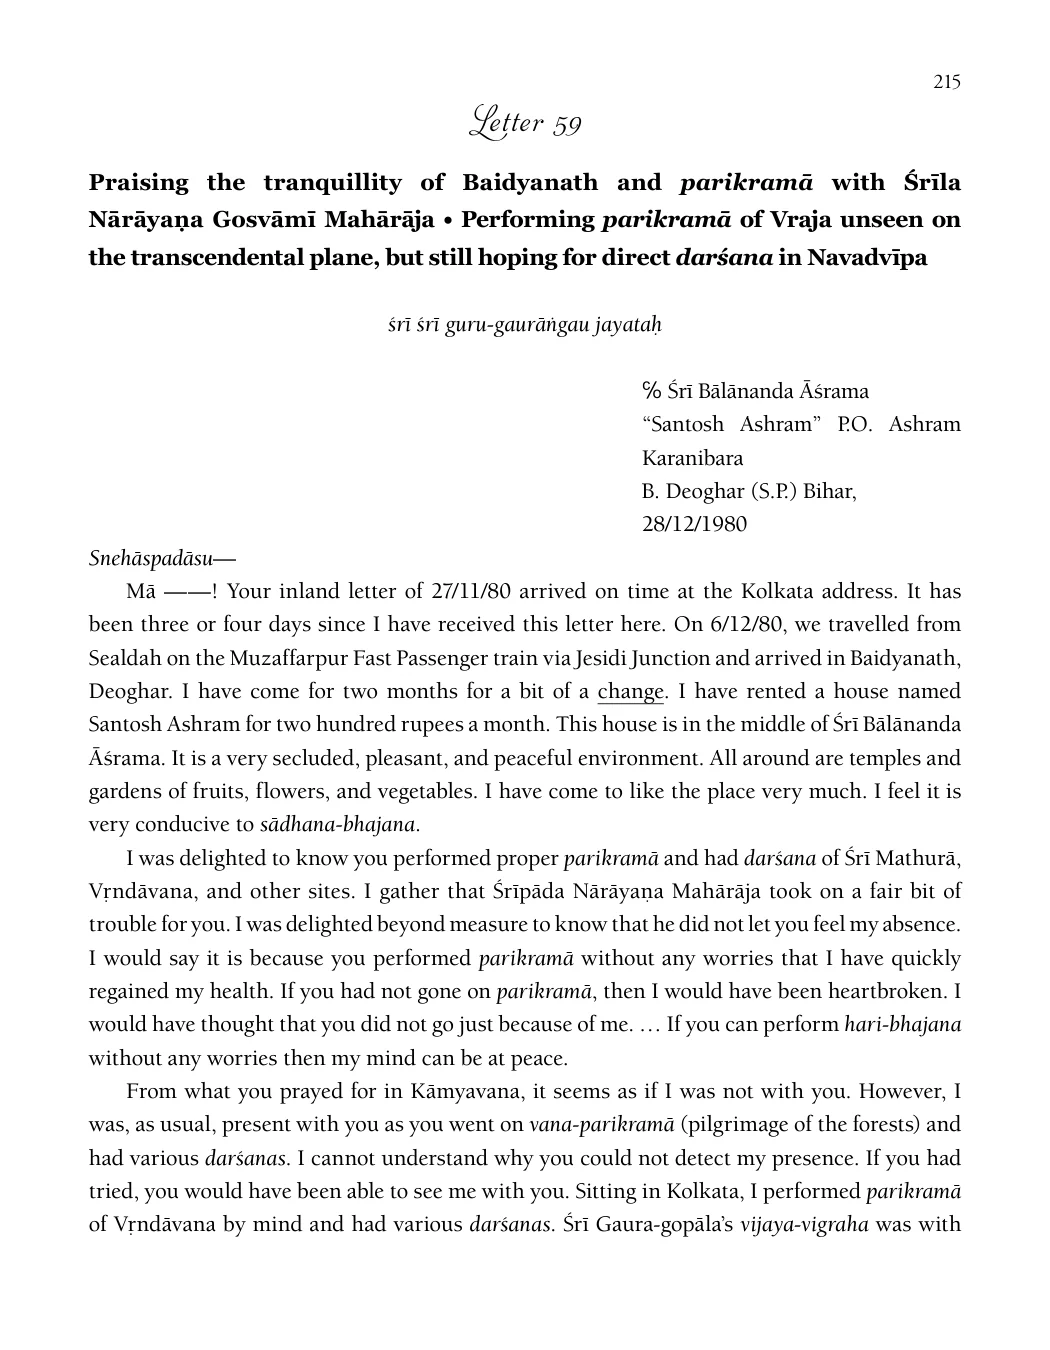 215
Letter 59
Praising the tranquillity of Baidyanath and parikramā with Śrīla
Nārāyaṇa Gosvāmī Mahārāja • Performing parikramā of Vraja unseen on
the transcendental plane, but still hoping for direct darśana in Navadvīpa
śrī śrī guru-gaurāṅgau jayataḥ
℅ Śrī Bālānanda Āśrama
“Santosh Ashram” P.O. Ashram
Karanibara
B. Deoghar (S.P.) Bihar,
28/12/1980
Snehāspadāsu—
Mā ——! Your inland letter of 27/11/80 arrived on time at the Kolkata address. It has
been three or four days since I have received this letter here. On 6/12/80, we travelled from
Sealdah on the Muzaffarpur Fast Passenger train via Jesidi Junction and arrived in Baidyanath,
Deoghar. I have come for two months for a bit of a change. I have rented a house named
Santosh Ashram for two hundred rupees a month. This house is in the middle of Śrī Bālānanda
Āśrama. It is a very secluded, pleasant, and peaceful environment. All around are temples and
gardens of fruits, flowers, and vegetables. I have come to like the place very much. I feel it is
very conducive to sādhana-bhajana.
I was delighted to know you performed proper parikramā and had darśana of Śrī Mathurā,
Vṛndāvana, and other sites. I gather that Śrīpāda Nārāyaṇa Mahārāja took on a fair bit of
trouble for you. I was delighted beyond measure to know that he did not let you feel my absence.
I would say it is because you performed parikramā without any worries that I have quickly
regained my health. If you had not gone on parikramā, then I would have been heartbroken. I
would have thought that you did not go just because of me. … If you can perform hari-bhajana
without any worries then my mind can be at peace.
From what you prayed for in Kāmyavana, it seems as if I was not with you. However, I
was, as usual, present with you as you went on vana-parikramā (pilgrimage of the forests) and
had various darśanas. I cannot understand why you could not detect my presence. If you had
tried, you would have been able to see me with you. Sitting in Kolkata, I performed parikramā
of Vṛndāvana by mind and had various darśanas. Śrī Gaura-gopāla’s vijaya-vigraha was with